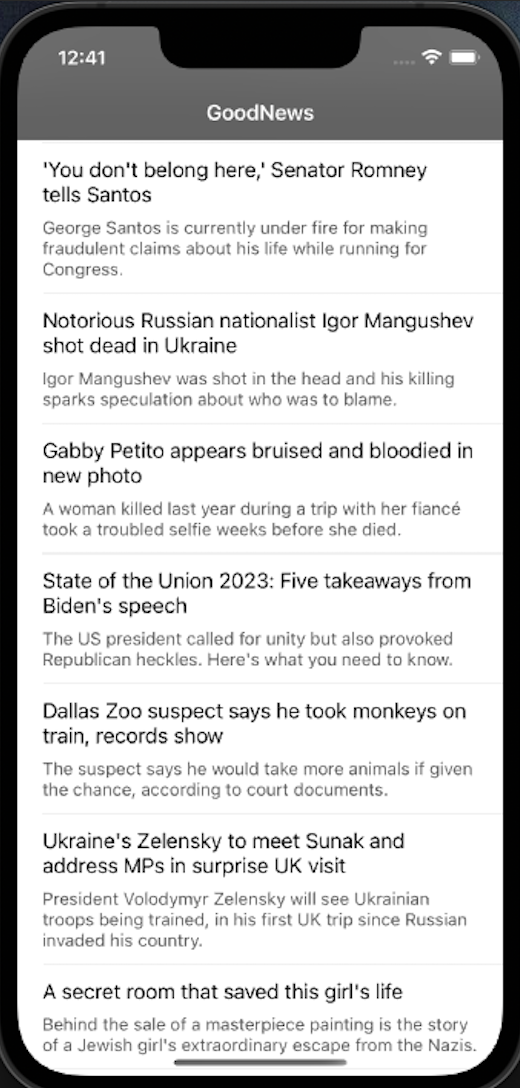 12:41
GoodNews
'You don't belong here,' Senator Romney
tells Santos
George Santos is currently under fire for making
fraudulent claims about his life while running for
Congress.
Notorious Russian nationalist Igor Mangushev
shot dead in Ukraine
Igor Mangushev was shot in the head and his killing
sparks speculation about who was to blame.
Gabby Petito appears bruised and bloodied in
new photo
A woman killed last year during a trip with her fiancé
took a troubled selfie weeks before she died.
State of the Union 2023: Five takeaways from
Biden's speech
The US president called for unity but also provoked
Republican heckles. Here's what you need to know.
Dallas Zoo suspect says he took monkeys on
train, records show
The suspect says he would take more animals if given
the chance, according to court documents.
Ukraine's Zelensky to meet Sunak and
address MPs in surprise UK visit
President Volodymyr Zelensky will see Ukrainian
troops being trained, in his first UK trip since Russian
invaded his country.
A secret room that saved this girl's life
Behind the sale of a masterpiece painting is the story
of a Jewish girl's extraordinary escape from the Nazis.